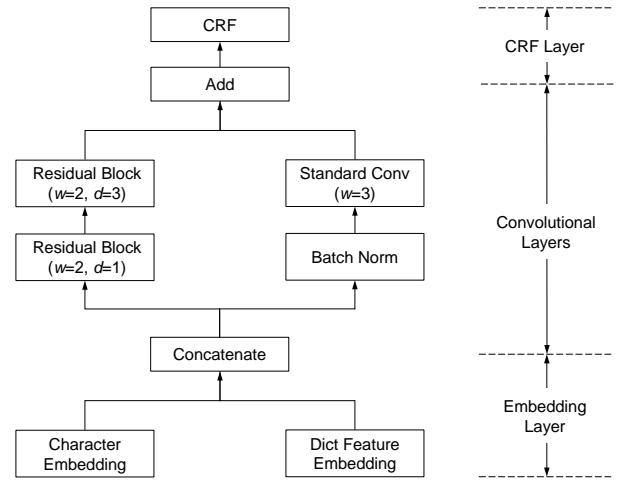 CRF
CRF Layer
Add
Residual Block
(w=2, d=3)
Standard Conv
(w=3)
Convolutional
Layers
Residual Block
(w=2, d=1)
Batch Norm
Concatenate
Embedding
Layer
Character
Embedding
Dict Feature
Embedding